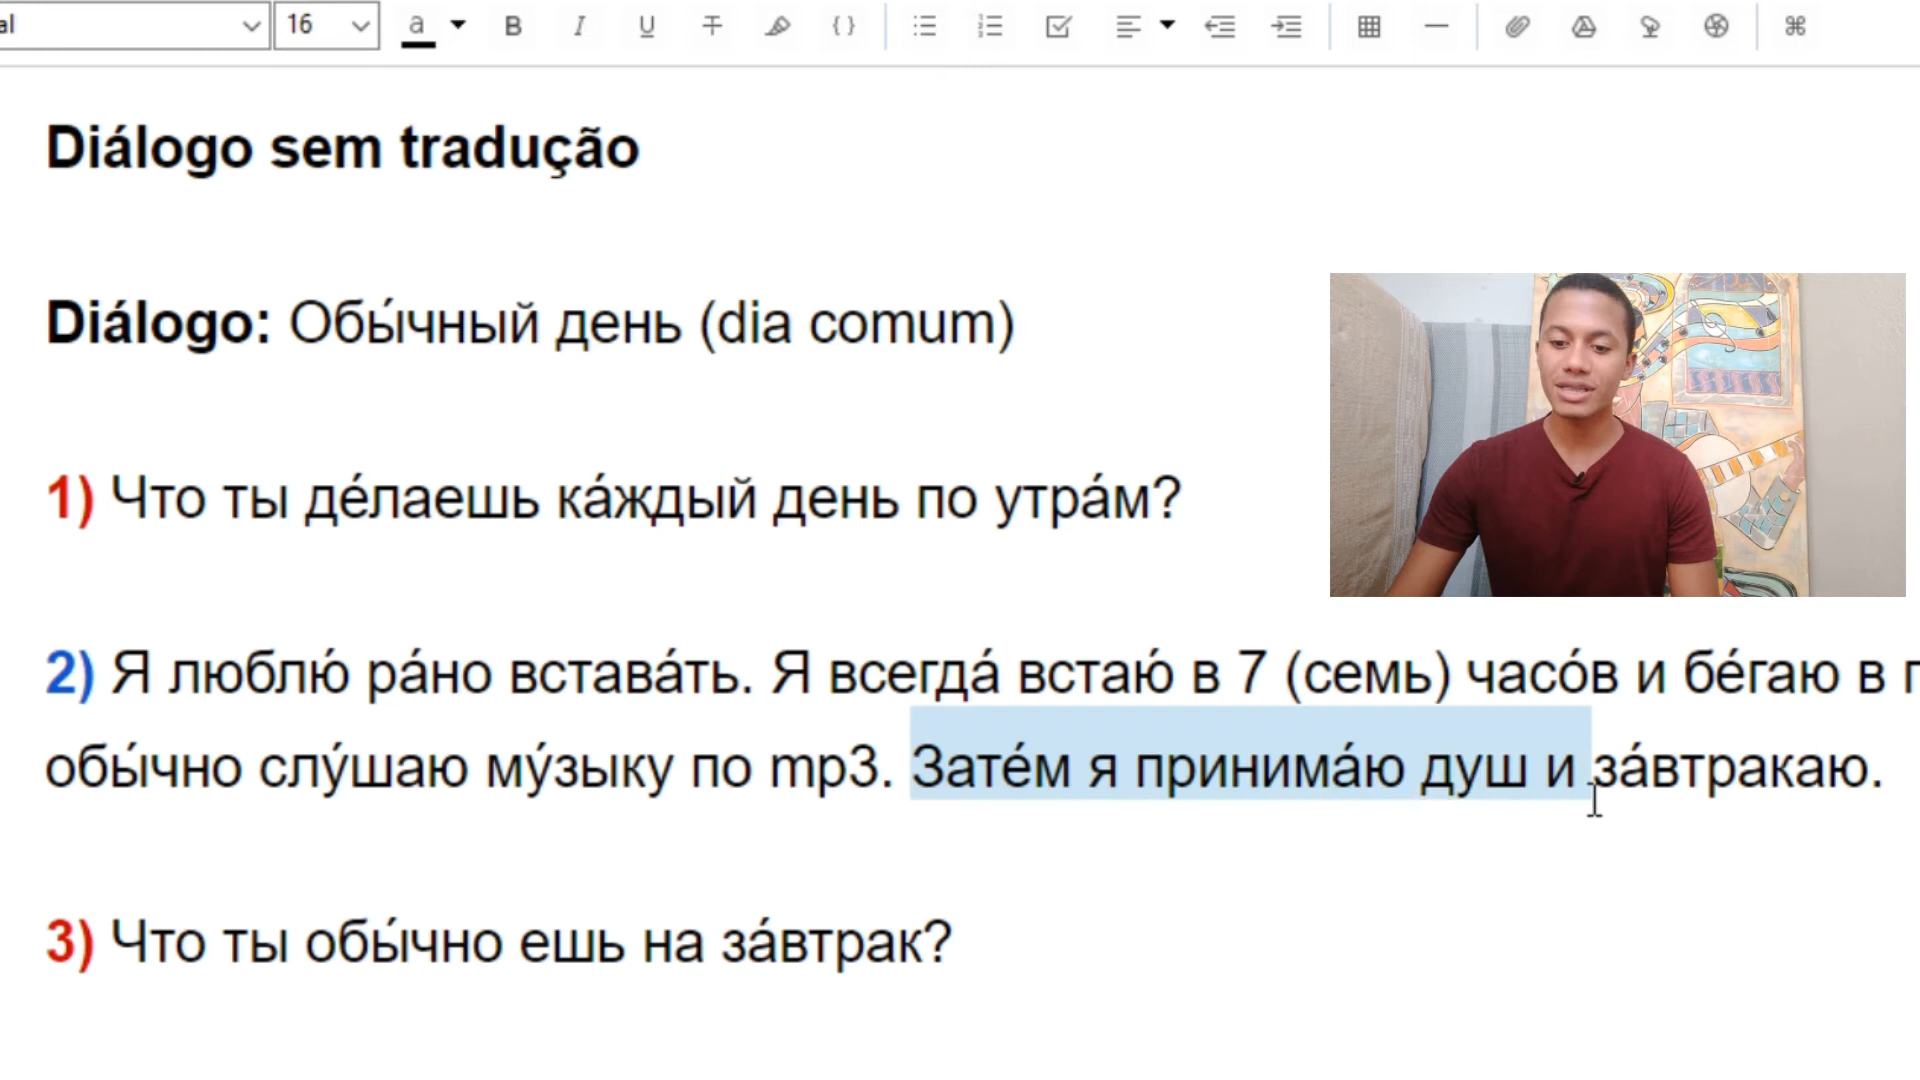 al 16 a B I U T { }
Diálogo sem tradução
Diálogo: Обы́чный день (dia comum)
1) Что ты де́лаешь ка́ждый день по утра́м?
2) Я люблю́ ра́но встава́ть. Я всегда́ встаю́ в 7 (семь) часо́в и бе́гаю в
обы́чно слу́шаю му́зыку по mp3. Зате́м я принима́ю душ и за́втракаю.
3) Что ты обы́чно ешь на за́втрак?